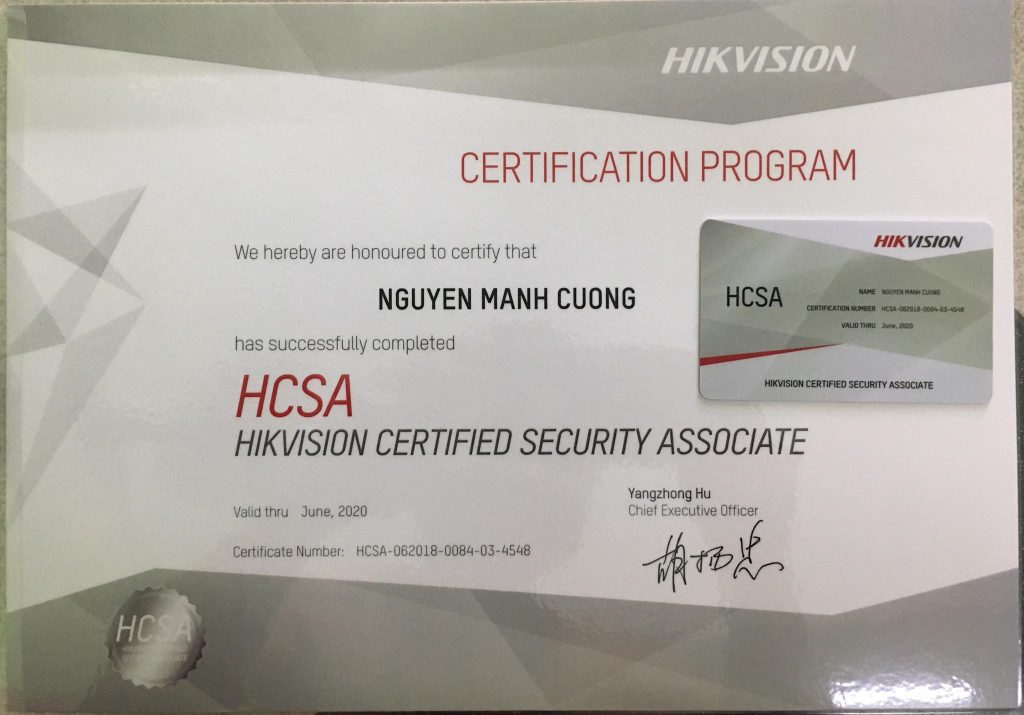 HIKVISION
CERTIFICATION PROGRAM
We hereby are honoured to certify that
NGUYEN MANH CUONG
has successfully completed
HCSA
HIKVISION CERTIFIED SECURITY ASSOCIATE
Valid thru June, 2020
Certificate Number: HCSA-062018-0084-03-4548
Yangzhong Hu
Chief Executive Officer
胡扬忠
HCSA
HIKVISION
HCSA
NAME NGUYEN MANH CUONG
CERTIFICATION NUMBER HCSA-062018-0084-03-4548
VALID THRU June, 2020
HIKVISION CERTIFIED SECURITY ASSOCIATE